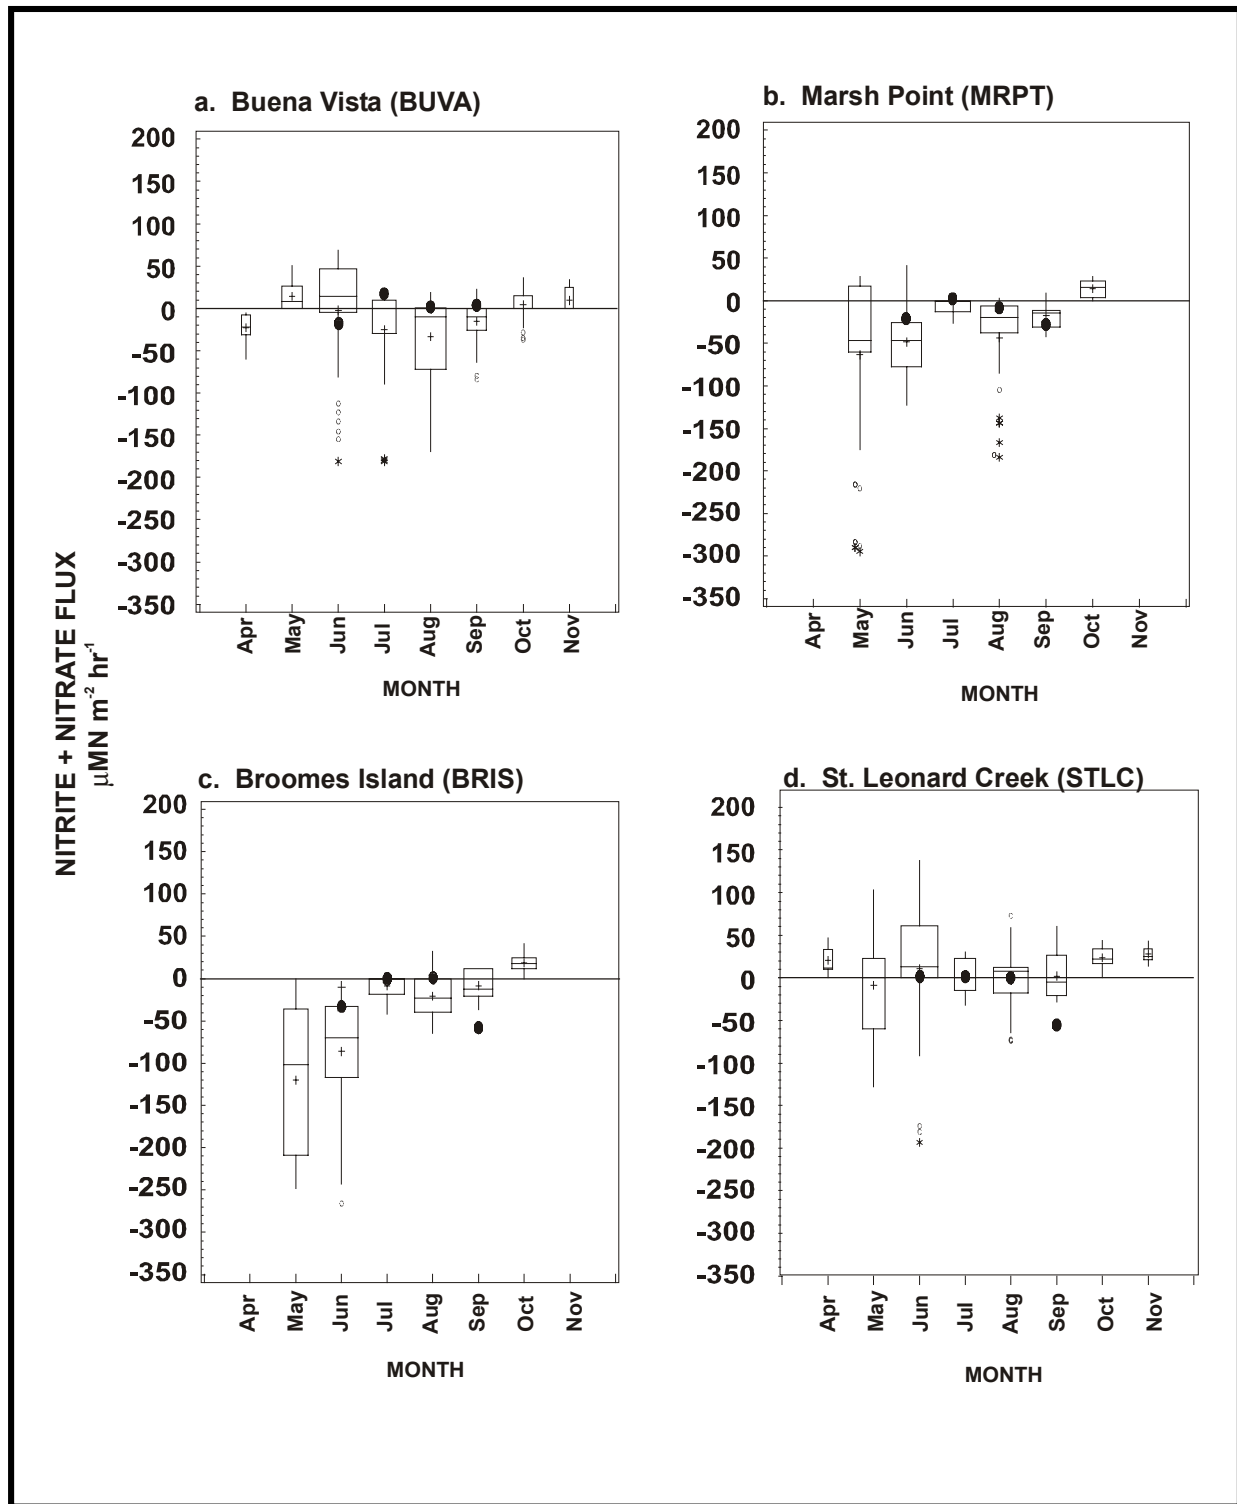 NITRITE + NITRATE FLUX
μMN m⁻² hr⁻¹
a. Buena Vista (BUVA)
200
150
100
50
0
-50
-100
-150
-200
-250
-300
-350
Apr
May
Jun
Jul
Aug
Sep
Oct
Nov
MONTH
b. Marsh Point (MRPT)
200
150
100
50
0
-50
-100
-150
-200
-250
-300
-350
Apr
May
Jun
Jul
Aug
Sep
Oct
Nov
MONTH
c. Broomes Island (BRIS)
200
150
100
50
0
-50
-100
-150
-200
-250
-300
-350
Apr
May
Jun
Jul
Aug
Sep
Oct
Nov
MONTH
d. St. Leonard Creek (STLC)
200
150
100
50
0
-50
-100
-150
-200
-250
-300
-350
Apr
May
Jun
Jul
Aug
Sep
Oct
Nov
MONTH